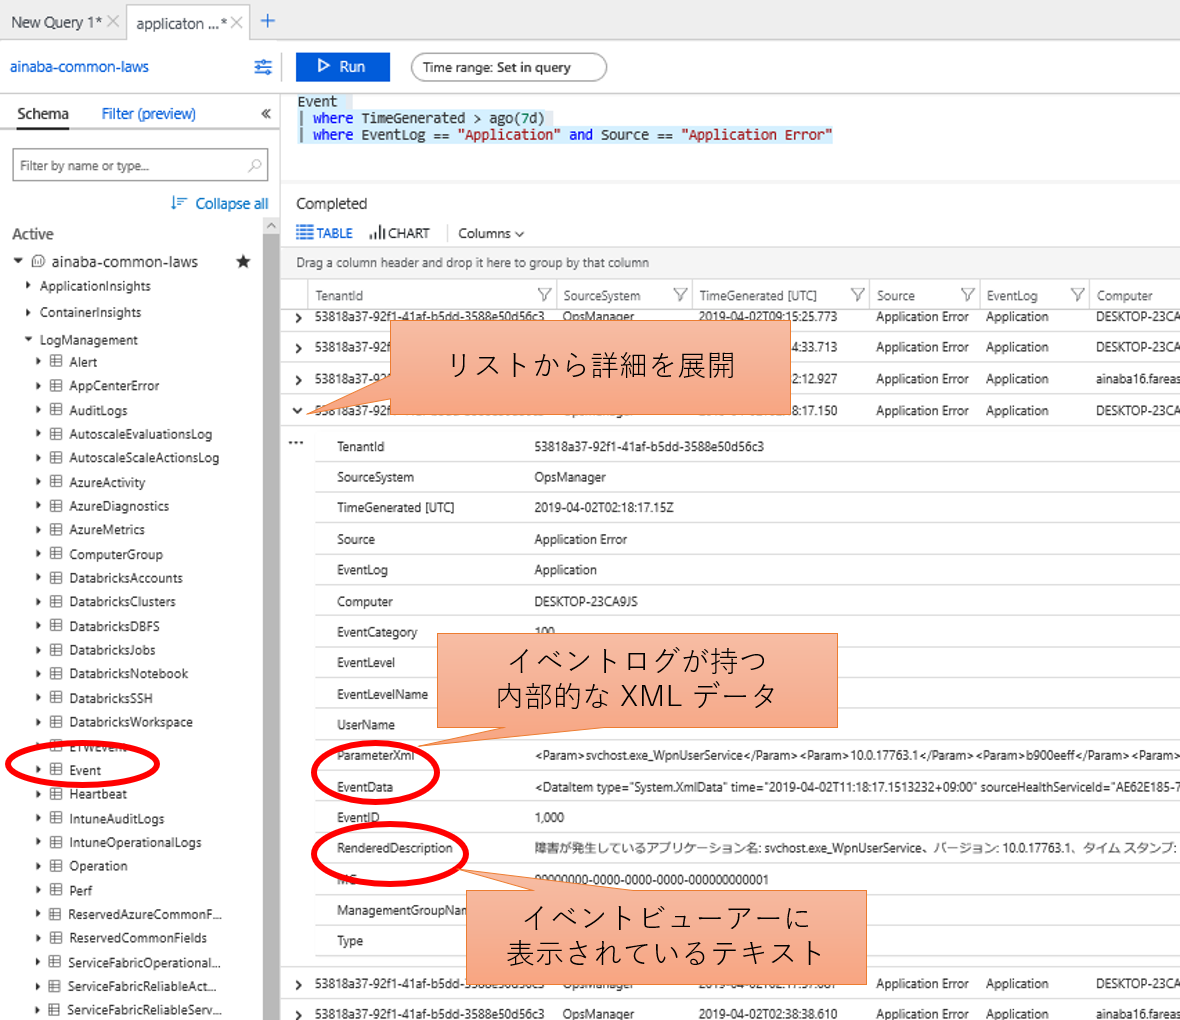 New Query 1*
applicaton ...*
ainaba-common-laws
Run
Time range: Set in query
Schema
Filter (preview)
Filter by name or type...
Collapse all
Active
ainaba-common-laws
ApplicationInsights
ContainerInsights
LogManagement
Alert
AppCenterError
AuditLogs
AutoscaleEvaluationsLog
AutoscaleScaleActionsLog
AzureActivity
AzureDiagnostics
AzureMetrics
ComputerGroup
DatabricksAccounts
DatabricksClusters
DatabricksDBFS
DatabricksJobs
DatabricksNotebook
DatabricksSSH
DatabricksWorkspace
ETWEvent
Event
Heartbeat
IntuneAuditLogs
IntuneOperationalLogs
Operation
Perf
ReservedAzureCommonF...
ReservedCommonFields
ServiceFabricOperational...
ServiceFabricReliableAct...
ServiceFabricReliableServ...
Event
| where TimeGenerated > ago(7d)
| where EventLog == "Application" and Source == "Application Error"
Completed
TABLE CHART Columns
Drag a column header and drop it here to group by that column
TenantId SourceSystem TimeGenerated [UTC] Source EventLog Computer
53818a37-92f1-41af-b5dd-3588e50d56c3 OpsManager 2019-04-02T09:15:25.773 Application Error Application DESKTOP-23CA
53818a37-92f 4:33.713 Application Error Application DESKTOP-23CA
53818a37-92 2:12.927 Application Error Application ainaba16.fareas
8:17.150 Application Error Application DESKTOP-23CA
リストから詳細を展開
TenantId 53818a37-92f1-41af-b5dd-3588e50d56c3
SourceSystem OpsManager
TimeGenerated [UTC] 2019-04-02T02:18:17.15Z
Source Application Error
EventLog Application
Computer DESKTOP-23CA9JS
EventCategory 100
EventLevel
EventLevelName
UserName
イベントログが持つ
内部的な XML データ
ParameterXml <Param>svchost.exe_WpnUserService</Param><Param>10.0.17763.1</Param><Param>b900eeff</Param><Param>
EventData <DataItem type="System.XmlData" time="2019-04-02T11:18:17.1513232+09:00" sourceHealthServiceId="AE62E185-7
EventID 1,000
RenderedDescription 障害が発生しているアプリケーション名: svchost.exe_WpnUserService、バージョン: 10.0.17763.1、タイム スタンプ:
00000000-0000-0000-0000-000000000001
ManagementGroupNam
Type
イベントビューアーに
表示されているテキスト
53818a37-92f1-41af-b5dd-3588e50d56c3 OpsManager Application Error Application DESKTOP-23CA
53818a37-92f1-41af-b5dd-3588e50d56c3 OpsManager 2019-04-02T02:38:38.610 Application Error Application ainaba16.fareas